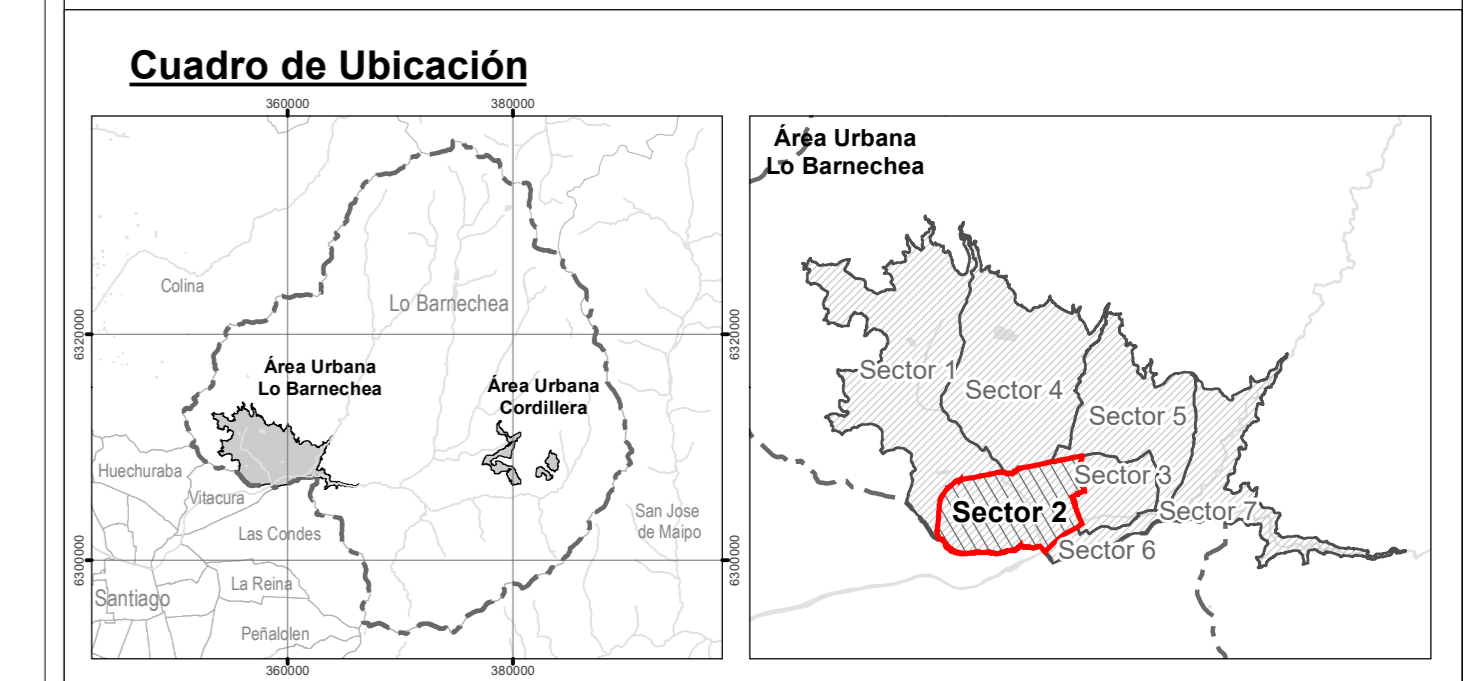 Cuadro de Ubicación
360000
380000
Colina
Lo Barnechea
6320000
6320000
Área Urbana
Lo Barnechea
Área Urbana
Cordillera
Huechuraba
Vitacura
Las Condes
San Jose
de Maipo
6300000
6300000
La Reina
Santiago
Peñalolen
360000
380000
Área Urbana
Lo Barnechea
Sector 1
Sector 4
Sector 5
Sector 3
Sector 2
Sector 7
Sector 6